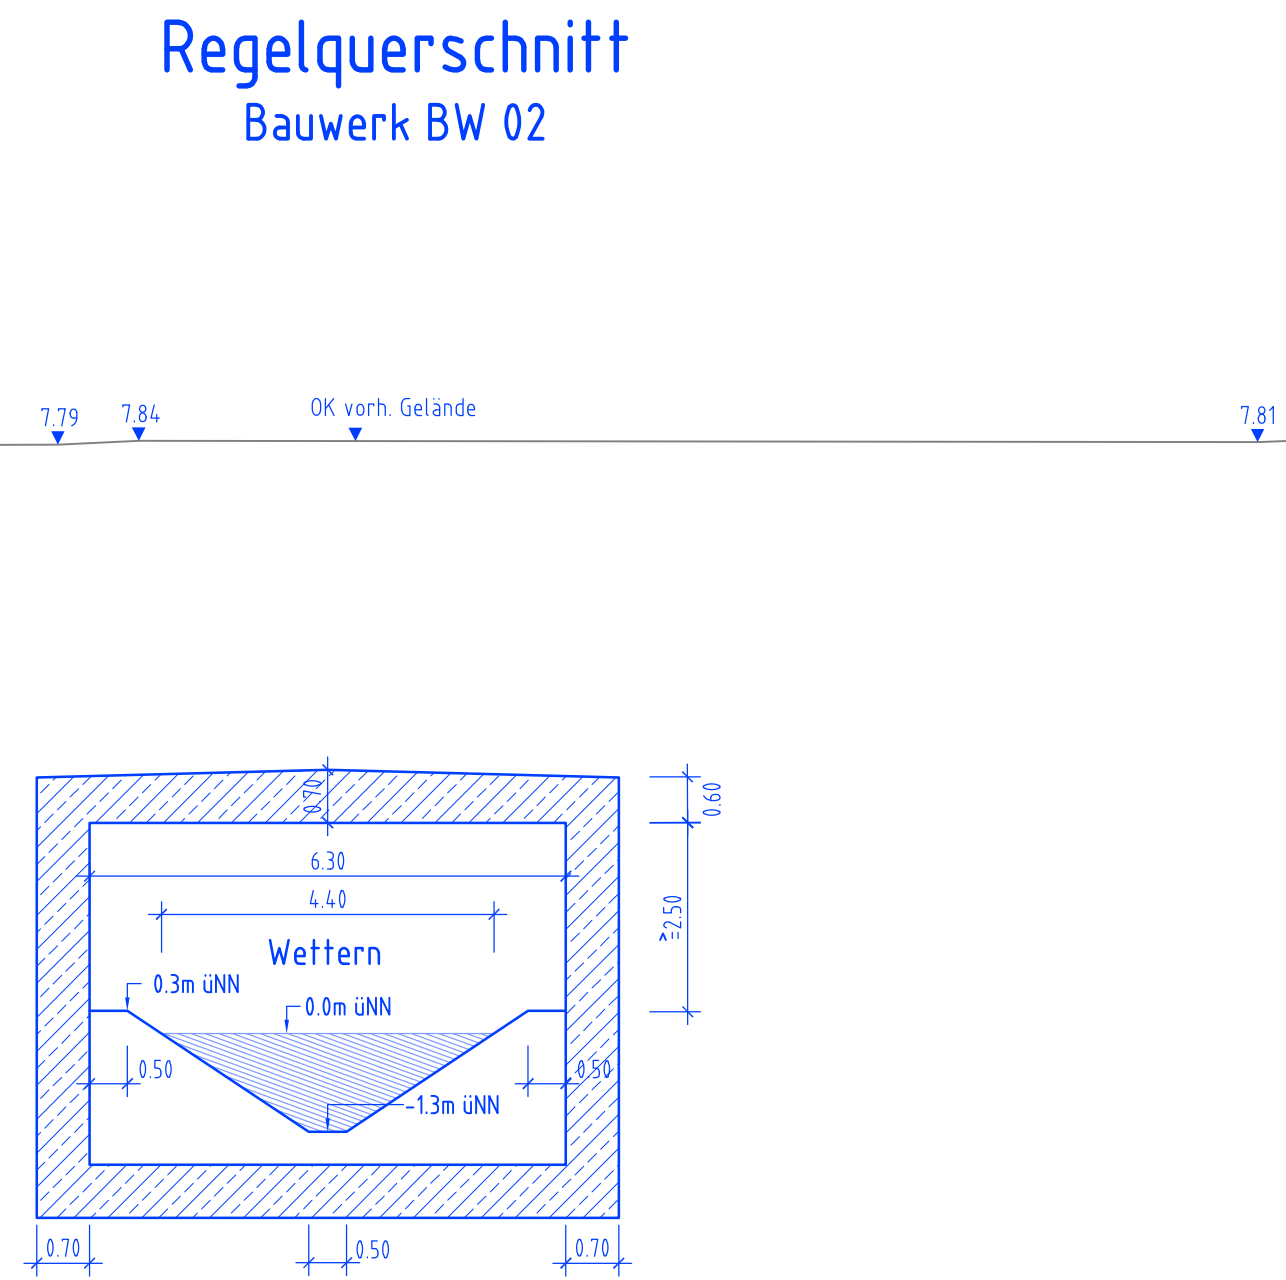 Regelquerschnitt
Bauwerk BW 02
7.79
7.84
OK vorh. Gelände
7.81
0.70
0.60
6.30
4.40
≥2.50
Wettern
0.3m üNN
0.0m üNN
0.50
0.50
-1.3m üNN
0.70
0.50
0.70